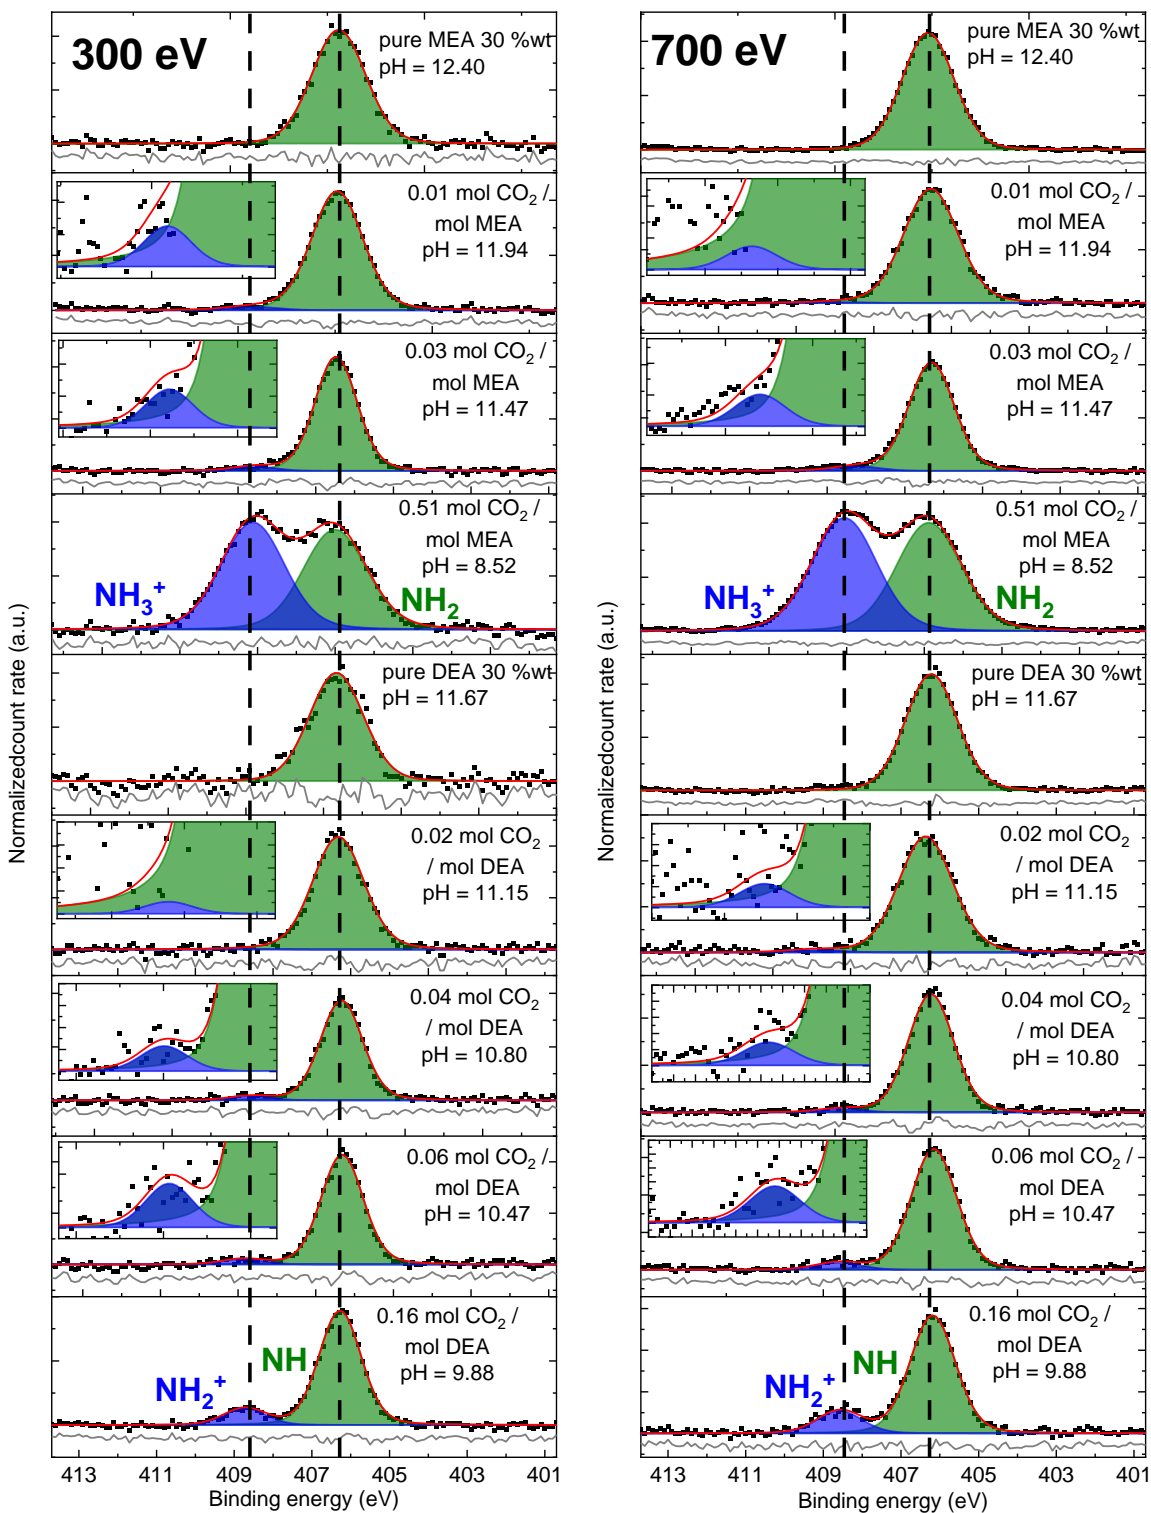 300 eV
pure MEA 30 %wt
pH = 12.40
0.01 mol CO₂ /
mol MEA
pH = 11.94
0.03 mol CO₂ /
mol MEA
pH = 11.47
0.51 mol CO₂ /
mol MEA
pH = 8.52
NH₃⁺
NH₂
pure DEA 30 %wt
pH = 11.67
0.02 mol CO₂
/ mol DEA
pH = 11.15
0.04 mol CO₂
/ mol DEA
pH = 10.80
0.06 mol CO₂ /
mol DEA
pH = 10.47
0.16 mol CO₂ /
mol DEA
pH = 9.88
NH
NH₂⁺
Normalizedcount rate (a.u.)
413 411 409 407 405 403 401
Binding energy (eV)
700 eV
pure MEA 30 %wt
pH = 12.40
0.01 mol CO₂ /
mol MEA
pH = 11.94
0.03 mol CO₂ /
mol MEA
pH = 11.47
0.51 mol CO₂ /
mol MEA
pH = 8.52
NH₃⁺
NH₂
pure DEA 30 %wt
pH = 11.67
0.02 mol CO₂
/ mol DEA
pH = 11.15
0.04 mol CO₂
/ mol DEA
pH = 10.80
0.06 mol CO₂ /
mol DEA
pH = 10.47
0.16 mol CO₂ /
mol DEA
pH = 9.88
NH
NH₂⁺
Normalizedcount rate (a.u.)
413 411 409 406 405 403 401
Binding energy (eV)